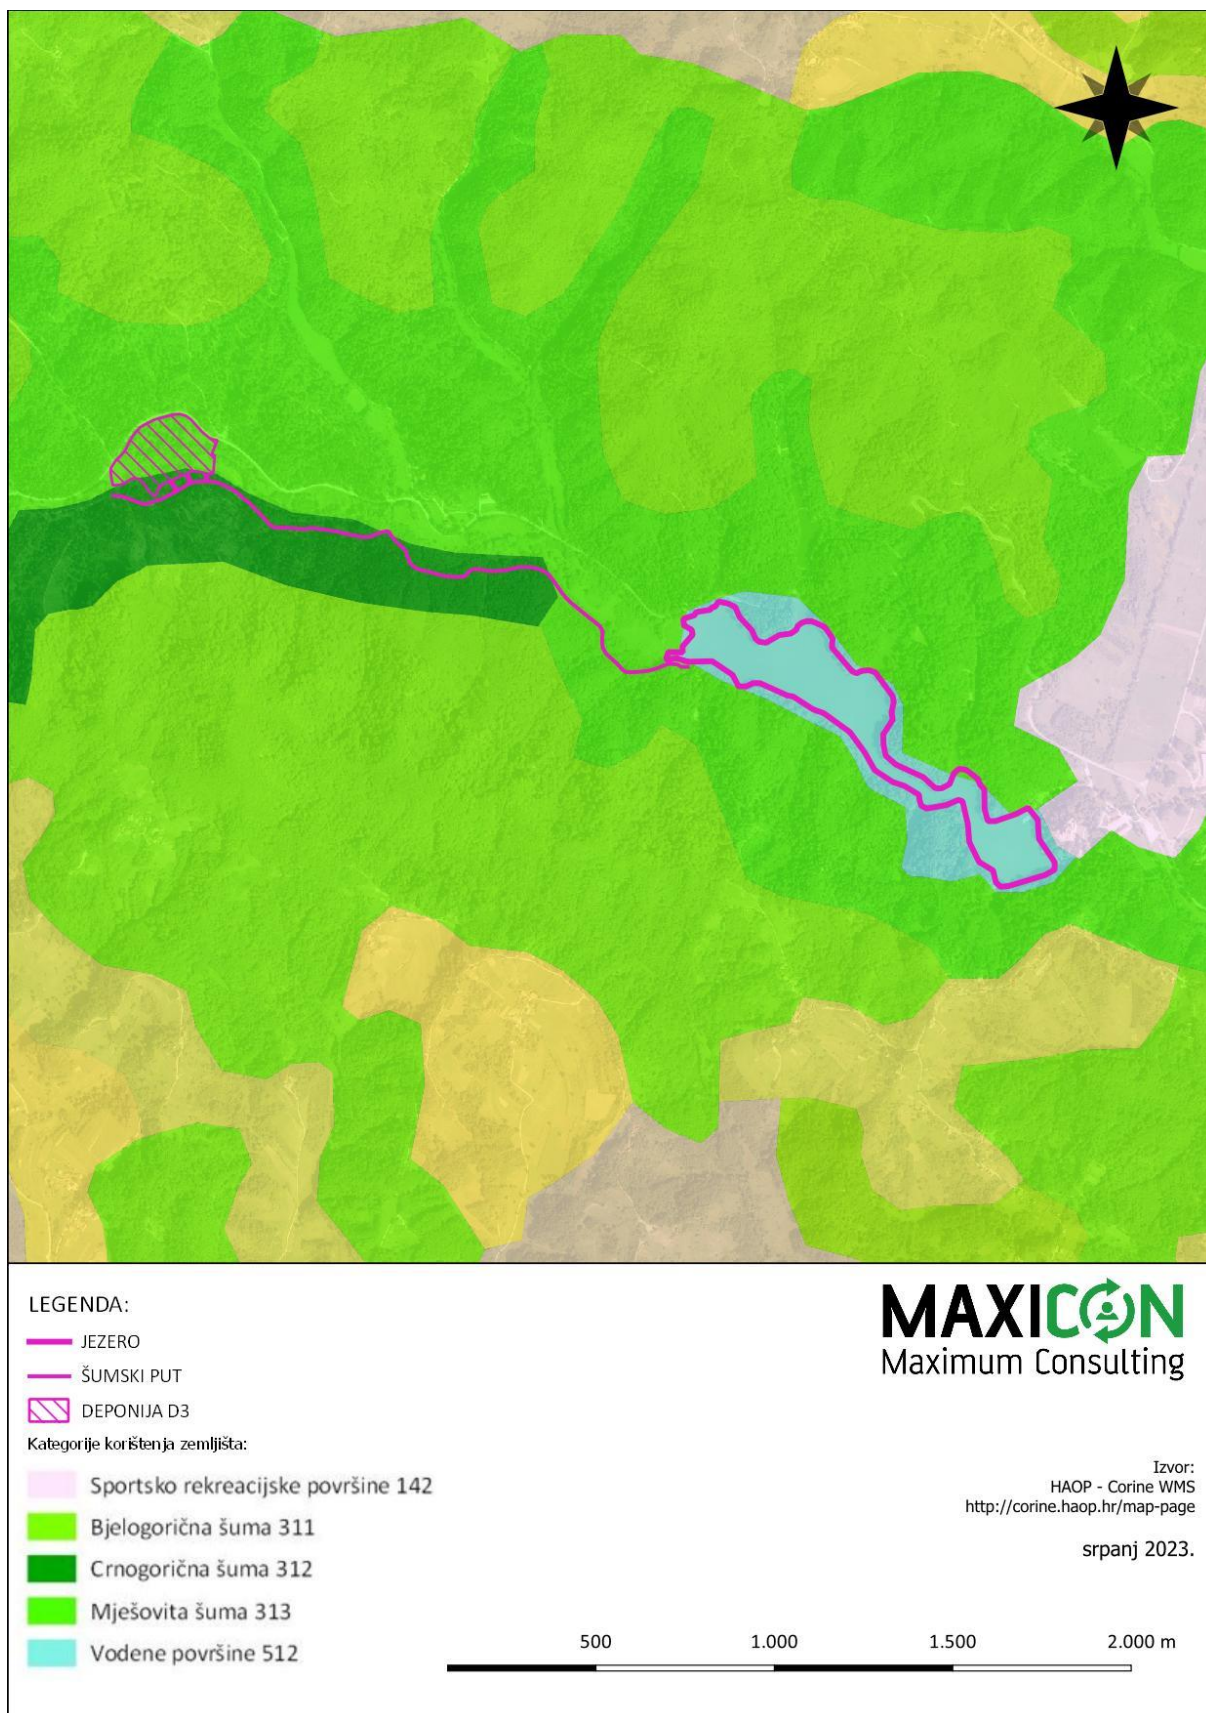 LEGENDA:
JEZERO
ŠUMSKI PUT
DEPONIJA D3
Kategorije korištenja zemljišta:
Sportsko rekreacijske površine 142
Bjelogorična šuma 311
Crnogorična šuma 312
Mješovita šuma 313
Vodene površine 512
MAXICON
Maximum Consulting
Izvor:
HAOP - Corine WMS
http://corine.haop.hr/map-page
srpanj 2023.
500 1.000 1.500 2.000 m